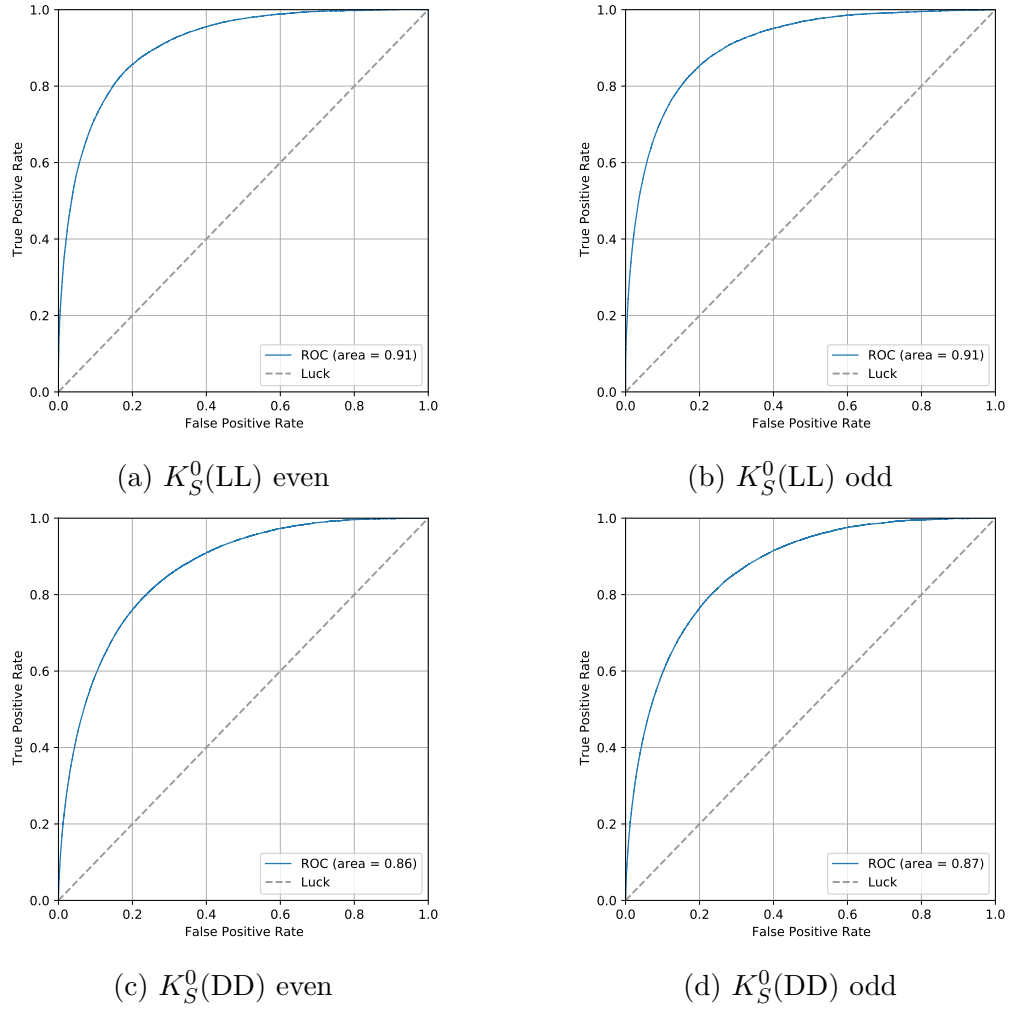 1.0
0.8
0.6
0.4
0.2
0.0
True Positive Rate
ROC (area = 0.91)
Luck
0.0 0.2 0.4 0.6 0.8 1.0
False Positive Rate
(a) $K_S^0$(LL) even
1.0
0.8
0.6
0.4
0.2
0.0
True Positive Rate
ROC (area = 0.91)
Luck
0.0 0.2 0.4 0.6 0.8 1.0
False Positive Rate
(b) $K_S^0$(LL) odd
1.0
0.8
0.6
0.4
0.2
0.0
True Positive Rate
ROC (area = 0.86)
Luck
0.0 0.2 0.4 0.6 0.8 1.0
False Positive Rate
(c) $K_S^0$(DD) even
1.0
0.8
0.6
0.4
0.2
0.0
True Positive Rate
ROC (area = 0.87)
Luck
0.0 0.2 0.4 0.6 0.8 1.0
False Positive Rate
(d) $K_S^0$(DD) odd